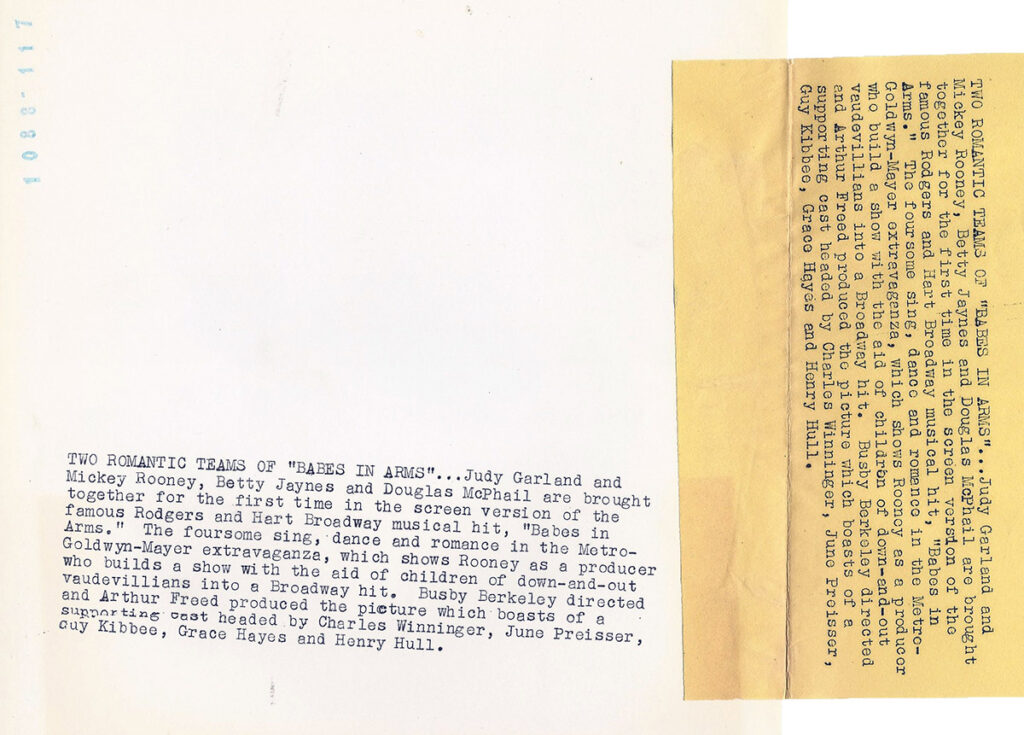 1088-117
TWO ROMANTIC TEAMS OF "BABES IN ARMS"...Judy Garland and
Mickey Rooney, Betty Jaynes and Douglas McPhail are brought
together for the first time in the screen version of the
famous Rodgers and Hart Broadway musical hit, "Babes in
Arms." The foursome sing, dance and romance in the Metro-
Goldwyn-Mayer extravaganza, which shows Rooney as a producer
who builds a show with the aid of children of down-and-out
vaudevillians into a Broadway hit. Busby Berkeley directed
and Arthur Freed produced the picture which boasts of a
supporting cast headed by Charles Winninger, June Preisser,
Guy Kibbee, Grace Hayes and Henry Hull.
TWO ROMANTIC TEAMS OF "BABES IN ARMS"...Judy Garland and
Mickey Rooney, Betty Jaynes and Douglas McPhail are brought
together for the first time in the screen version of the
famous Rodgers and Hart Broadway musical hit, "Babes in
Arms." The foursome sing, dance and romance in the Metro-
Goldwyn-Mayer extravaganza, which shows Rooney as a producer
who build a show with the aid of children of down-and-out
vaudevillians into a Broadway hit. Busby Berkeley directed
and Arthur Freed produced the picture which boasts of a
supporting cast headed by Charles Winninger, June Preisser,
Guy Kibbee, Grace Hayes and Henry Hull.